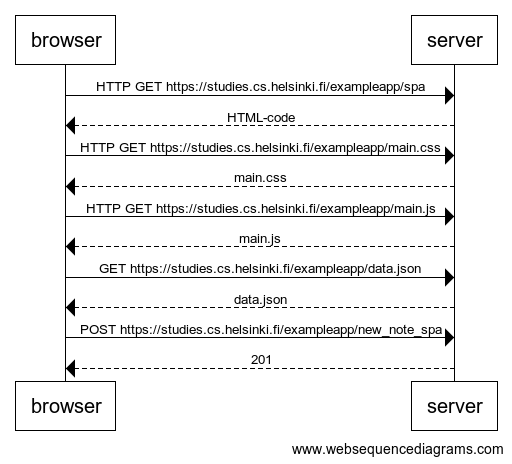 browser server
HTTP GET https://studies.cs.helsinki.fi/exampleapp/spa
HTML-code
HTTP GET https://studies.cs.helsinki.fi/exampleapp/main.css
main.css
HTTP GET https://studies.cs.helsinki.fi/exampleapp/main.js
main.js
GET https://studies.cs.helsinki.fi/exampleapp/data.json
data.json
POST https://studies.cs.helsinki.fi/exampleapp/new_note_spa
201
browser server
www.websequencediagrams.com